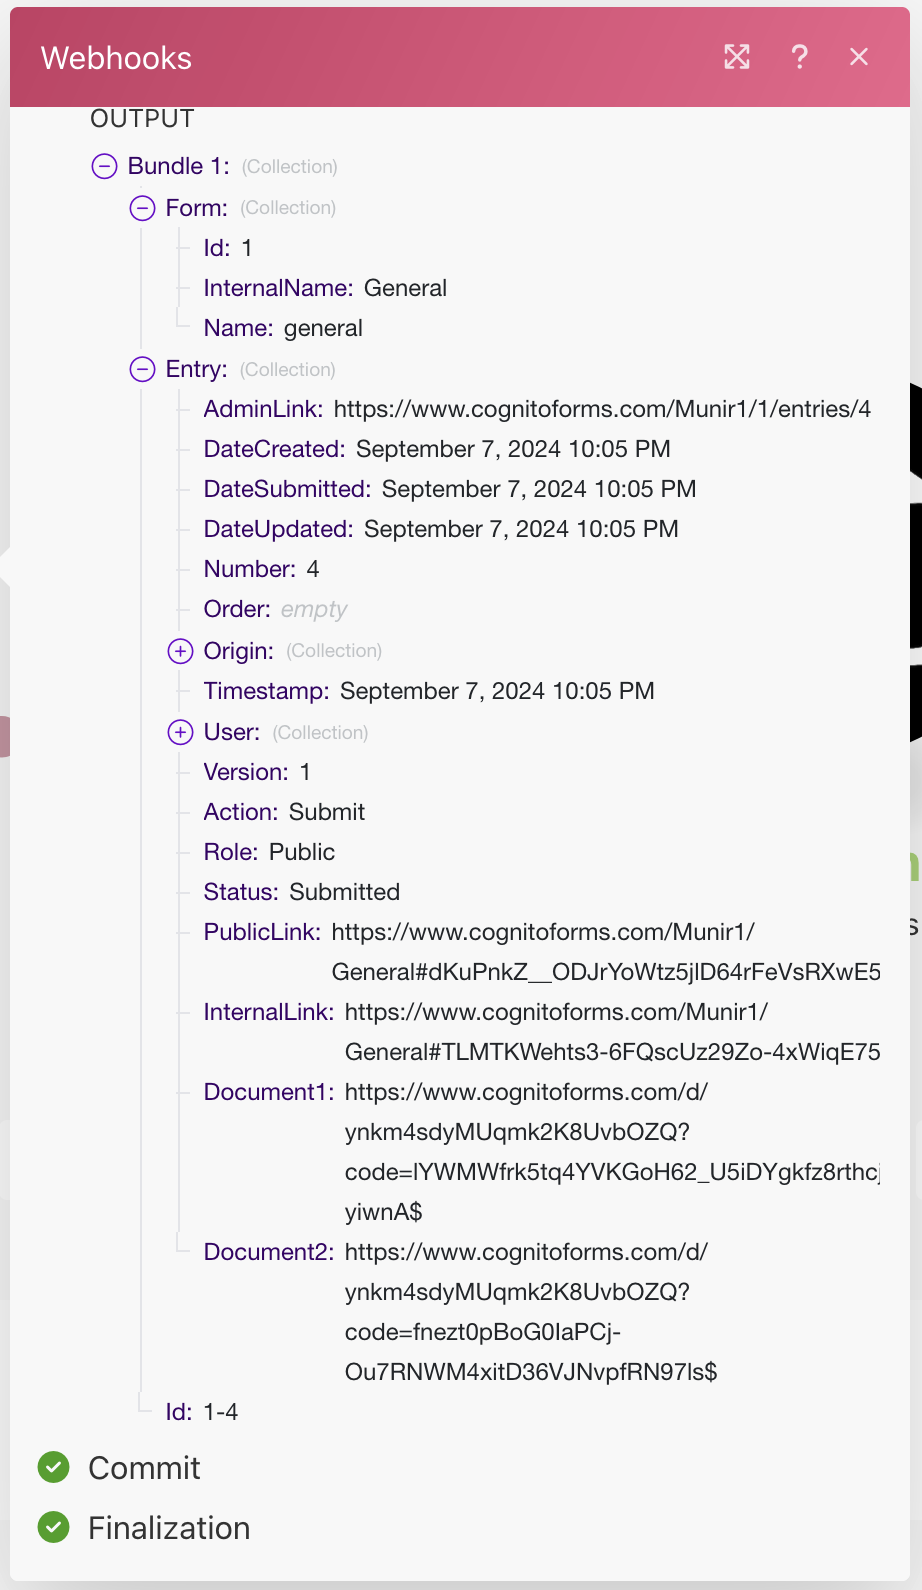 Webhooks
?
OUTPUT
Bundle 1: (Collection)
Form: (Collection)
Id: 1
InternalName: General
Name: general
Entry: (Collection)
AdminLink: https://www.cognitoforms.com/Munir1/1/entries/4
DateCreated: September 7, 2024 10:05 PM
DateSubmitted: September 7, 2024 10:05 PM
DateUpdated: September 7, 2024 10:05 PM
Number: 4
Order: empty
Origin: (Collection)
Timestamp: September 7, 2024 10:05 PM
User: (Collection)
Version: 1
Action: Submit
Role: Public
Status: Submitted
PublicLink: https://www.cognitoforms.com/Munir1/
General#dKuPnkZ__ODJrYoWtz5jlD64rFeVsRXwE5
InternalLink: https://www.cognitoforms.com/Munir1/
General#TLMTKWehts3-6FQscUz29Zo-4xWiqE75
Document1: https://www.cognitoforms.com/d/
ynkm4sdyMUqmk2K8UvbOZQ?
code=lYWMWfrk5tq4YVKGoH62_U5iDYgkfz8rthcj
yiwnA$
Document2: https://www.cognitoforms.com/d/
ynkm4sdyMUqmk2K8UvbOZQ?
code=fnezt0pBoG0IaPCj-
Ou7RNWM4xitD36VJNvpfRN97ls$
Id: 1-4
Commit
Finalization